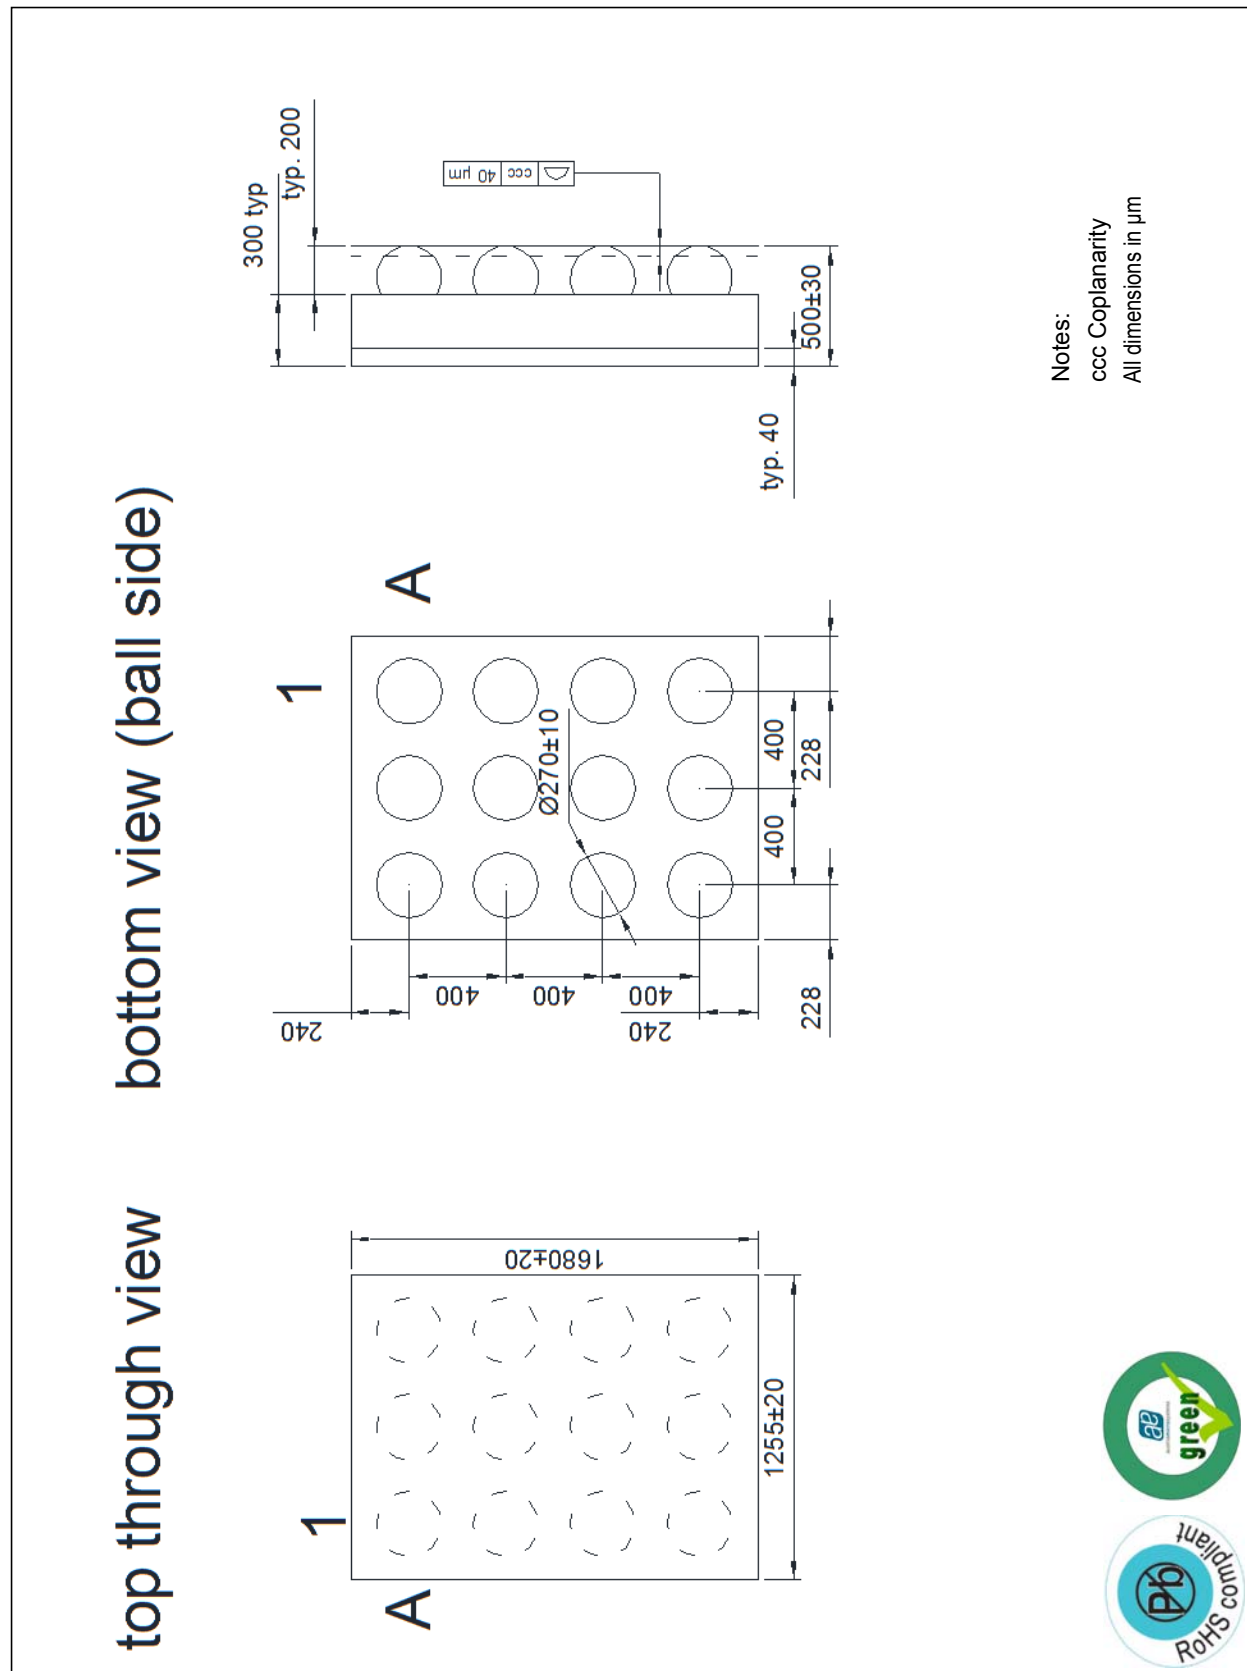 top through view
bottom view (ball side)
1
A
1680±20
1255±20
1
A
240
400
400
400
240
Ø270±10
400
400
228
228
300 typ
typ. 200
ccc 40 µm
typ. 40
500±30
Notes:
ccc Coplanarity
All dimensions in µm
Pb
RoHS compliant
green